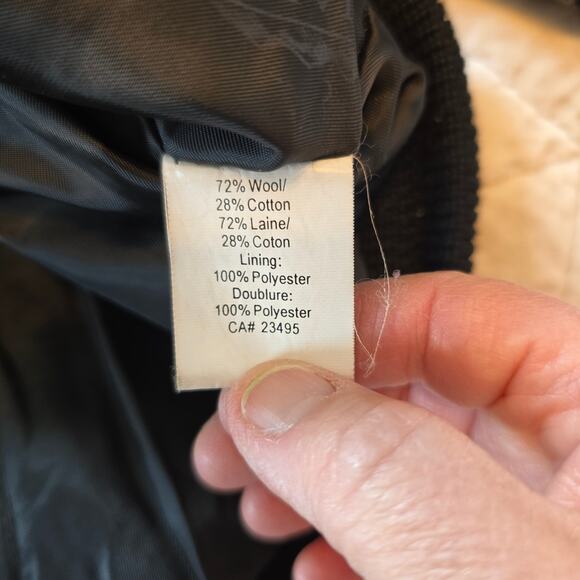 72% Wool/
28% Cotton
72% Laine/
28% Coton
Lining:
100% Polyester
Doublure:
100% Polyester
CA# 23495